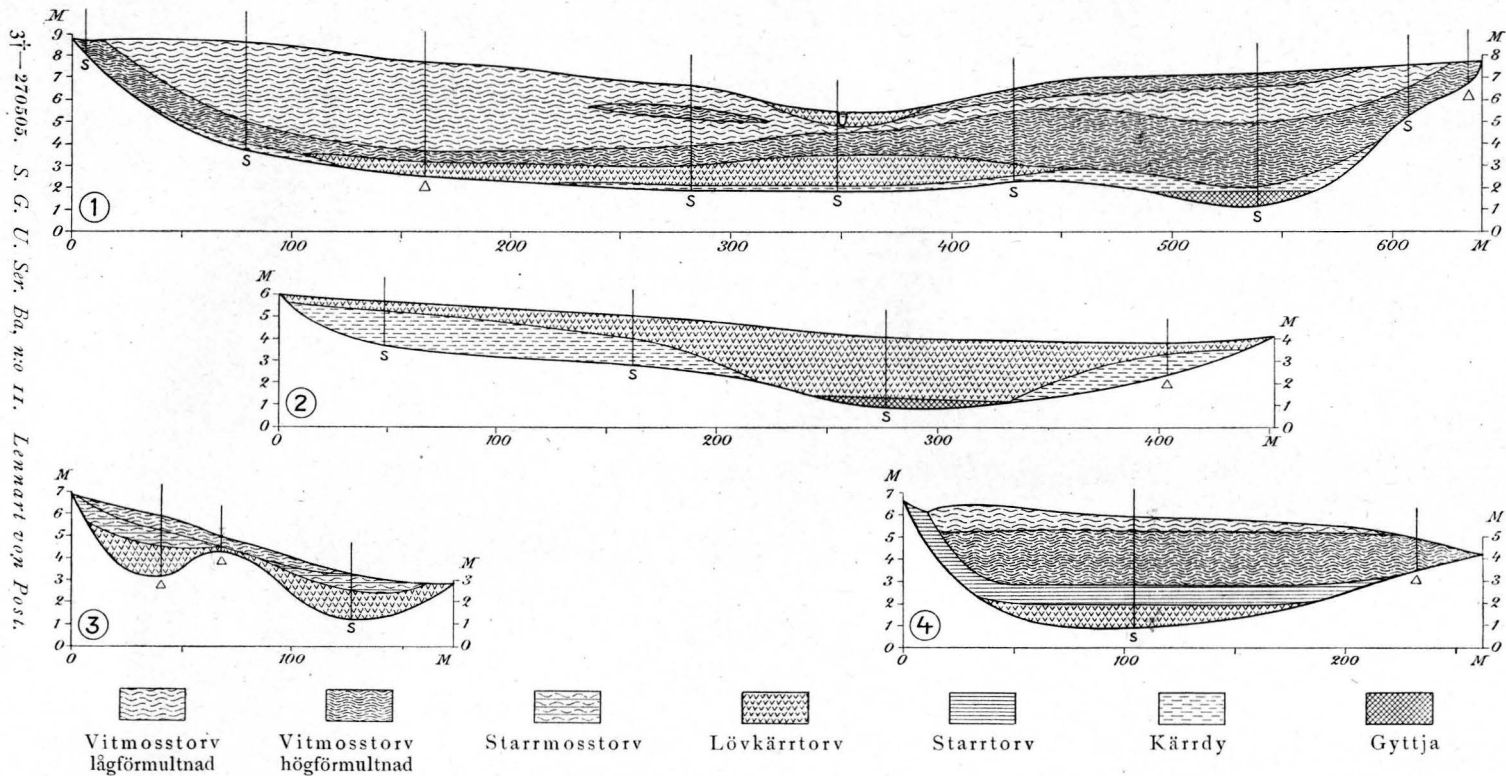 3†—270505. S. G. U. Ser. Ba, n:o 11. Lennart von Post.
M
9
8
7
6
5
4
3
2
1
0
S
S
△
S
S
S
S
S
△
M
8
7
6
5
4
3
2
1
0
①
0 100 200 300 400 500 600 M
M
6
5
4
3
2
1
0
S
S
S
△
M
4
3
2
1
0
②
0 100 200 300 400 M
M
7
6
5
4
3
2
1
0
△
△
S
M
3
2
1
0
③
0 100 M
M
7
6
5
4
3
2
1
0
S
△
M
5
4
3
2
1
0
④
0 100 200 M
Vitmosstorv
lågförmultnad
Vitmosstorv
högförmultnad
Starrmosstorv
Lövkärrtorv
Starrtorv
Kärrdy
Gyttja